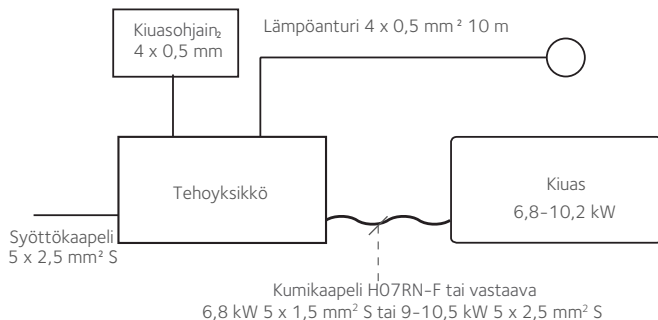 Kiuasohjain₂
4 x 0,5 mm
Lämpöanturi 4 x 0,5 mm² 10 m
Tehoyksikkö
Kiuas
6,8–10,2 kW
Syöttökaapeli
5 x 2,5 mm² S
Kumikaapeli H07RN-F tai vastaava
6,8 kW 5 x 1,5 mm² S tai 9–10,5 kW 5 x 2,5 mm² S